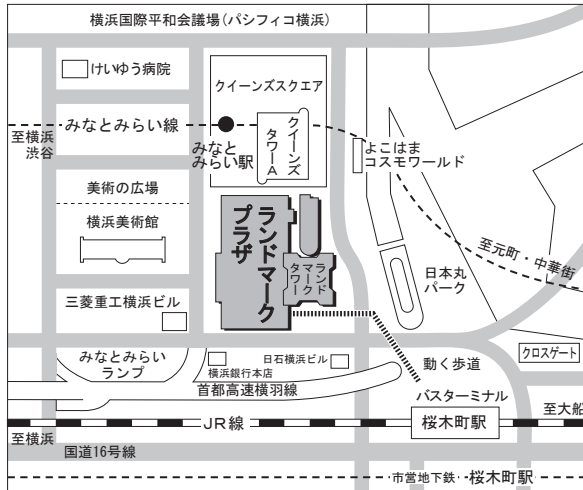 横浜国際平和会議場（パシフィコ横浜）
けいゆう病院
クイーンズスクエア
みなとみらい線
至横浜
渋谷
みなと
みらい駅
クイーンズ
タワーA
よこはま
コスモワールド
美術の広場
横浜美術館
ランドマーク
プラザ
ランド
マーク
タワー
日本丸
パーク
至元町・中華街
三菱重工横浜ビル
みなとみらい
ランプ
横浜銀行本店
日石横浜ビル
動く歩道
クロスゲート
首都高速横羽線
バスターミナル
桜木町駅
至大船
JR線
至横浜
国道16号線
市営地下鉄・桜木町駅